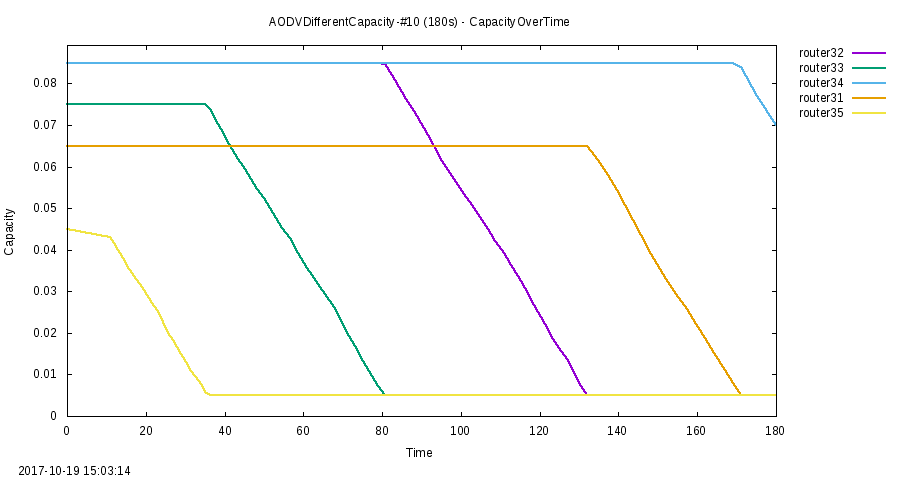 AODVDifferentCapacity-#10 (180s) - CapacityOverTime
router32
router33
router34
router31
router35
0.08
0.07
0.06
0.05
0.04
0.03
0.02
0.01
0
Capacity
0 20 40 60 80 100 120 140 160 180
Time
2017-10-19 15:03:14